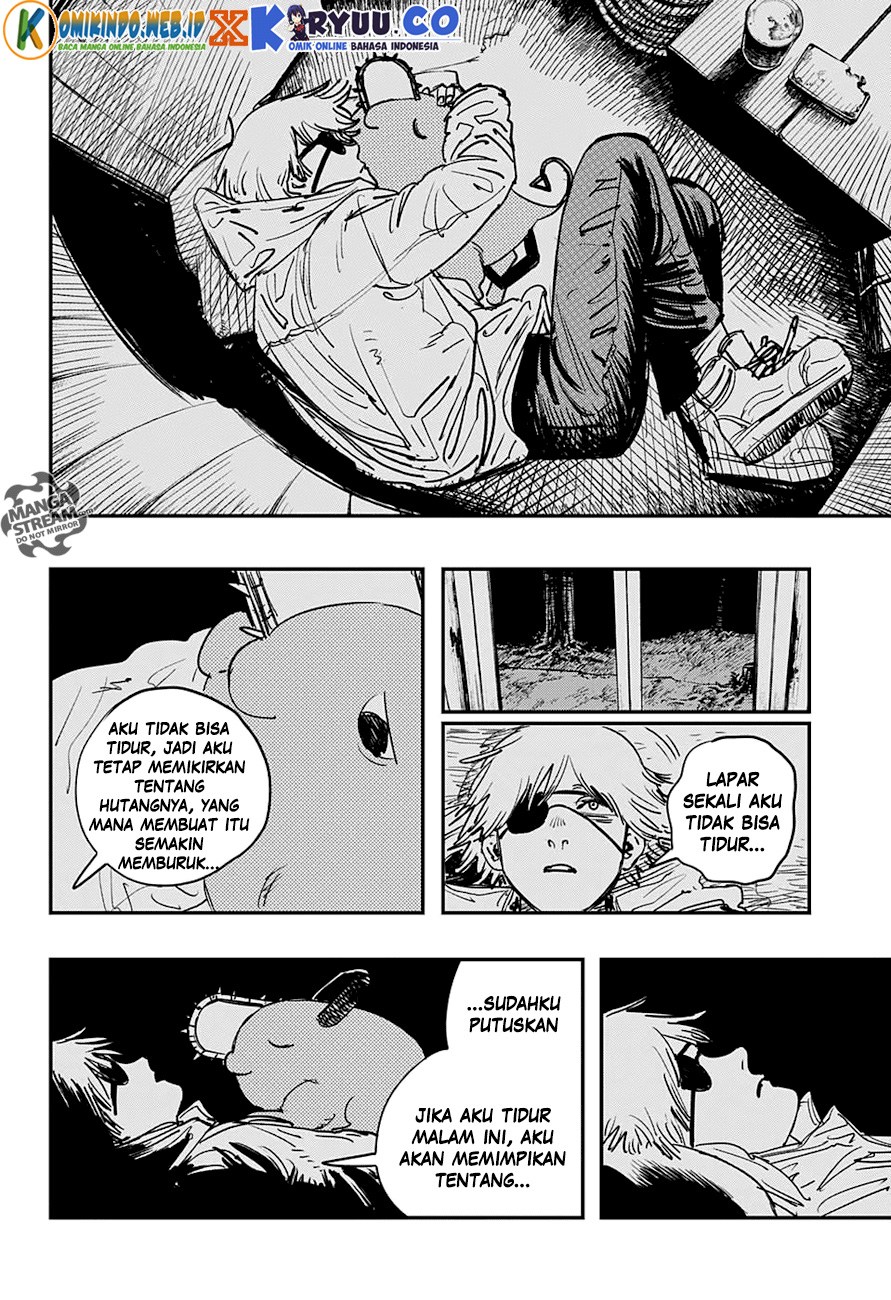 KOMIKINDO.WEB.ID
BACA MANGA ONLINE BAHASA INDONESIA
X
KIRYUU.CO
OMIK ONLINE BAHASA INDONESIA
MANGA
STREAM.com
DO NOT MIRROR
LAPAR
SEKALI AKU
TIDAK BISA
TIDUR...
AKU TIDAK BISA
TIDUR, JADI AKU
TETAP MEMIKIRKAN
TENTANG
HUTANGNYA, YANG
MANA MEMBUAT ITU
SEMAKIN
MEMBURUK...
...SUDAHKU
PUTUSKAN
JIKA AKU TIDUR
MALAM INI, AKU
AKAN MEMIMPIKAN
TENTANG...